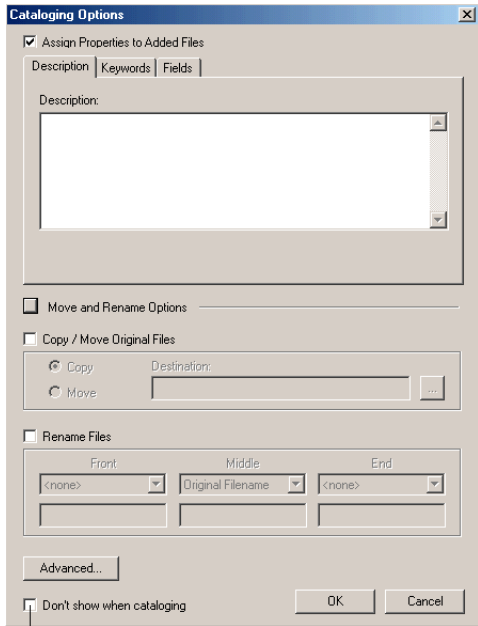 Cataloging Options
Assign Properties to Added Files
Description Keywords Fields
Description:
Move and Rename Options
Copy / Move Original Files
Copy Destination:
Move ...
Rename Files
Front Middle End
<none> Original Filename <none>
Advanced...
Don't show when cataloging OK Cancel